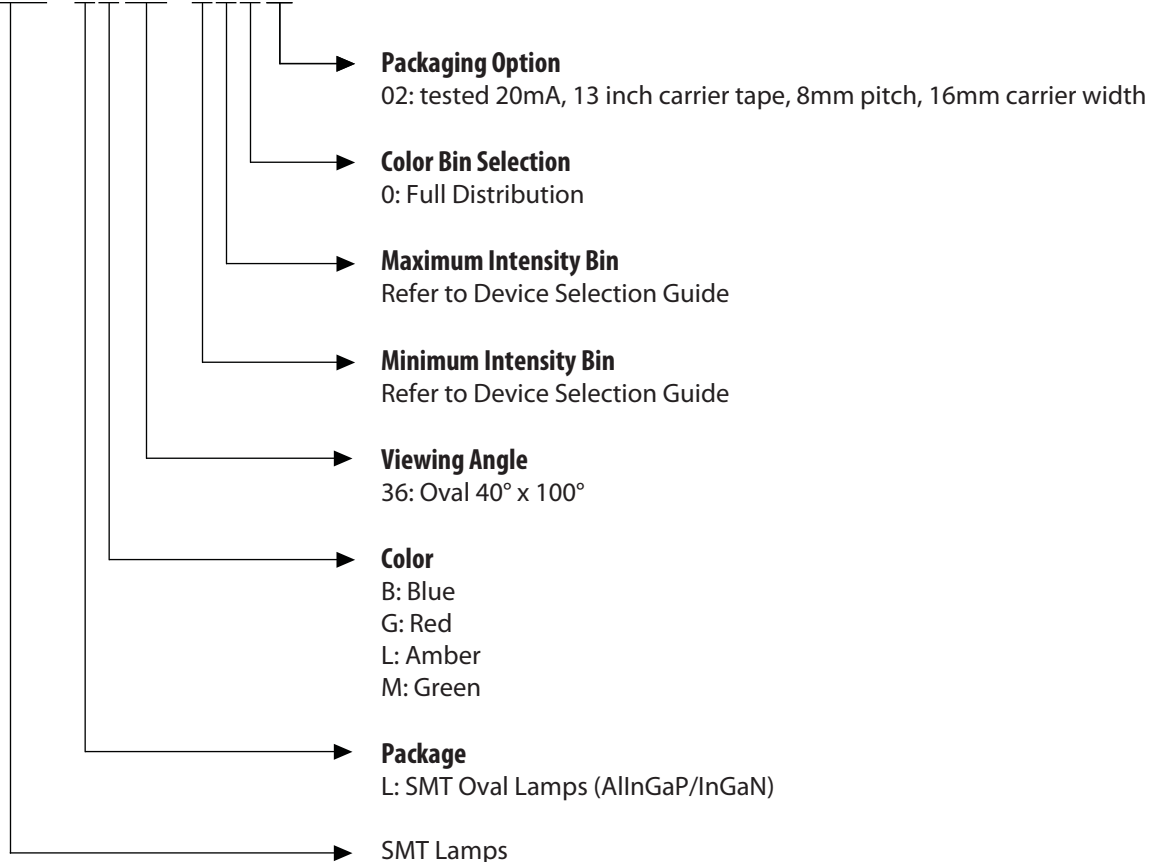 Packaging Option
02: tested 20mA, 13 inch carrier tape, 8mm pitch, 16mm carrier width
Color Bin Selection
0: Full Distribution
Maximum Intensity Bin
Refer to Device Selection Guide
Minimum Intensity Bin
Refer to Device Selection Guide
Viewing Angle
36: Oval 40° x 100°
Color
B: Blue
G: Red
L: Amber
M: Green
Package
L: SMT Oval Lamps (AlInGaP/InGaN)
SMT Lamps